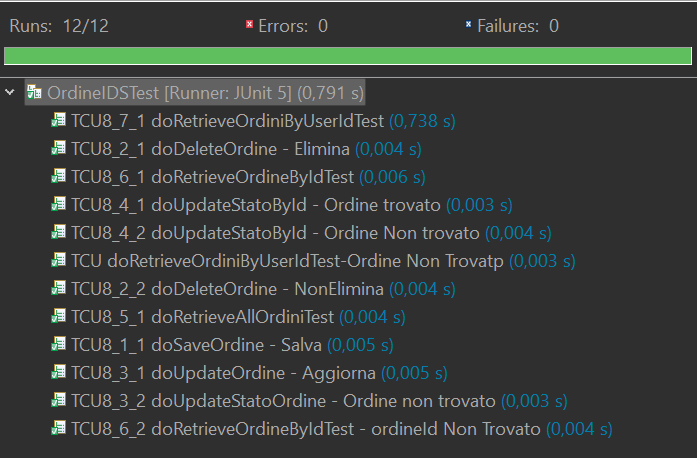 Runs: 12/12 Errors: 0 Failures: 0
OrdineIDSTest [Runner: JUnit 5] (0,791 s)
TCU8_7_1 doRetrieveOrdiniByUserIdTest (0,738 s)
TCU8_2_1 doDeleteOrdine - Elimina (0,004 s)
TCU8_6_1 doRetrieveOrdineByIdTest (0,006 s)
TCU8_4_1 doUpdateStatoById - Ordine trovato (0,003 s)
TCU8_4_2 doUpdateStatoById - Ordine Non trovato (0,004 s)
TCU doRetrieveOrdiniByUserIdTest-Ordine Non Trovatp (0,003 s)
TCU8_2_2 doDeleteOrdine - NonElimina (0,004 s)
TCU8_5_1 doRetrieveAllOrdiniTest (0,004 s)
TCU8_1_1 doSaveOrdine - Salva (0,005 s)
TCU8_3_1 doUpdateOrdine - Aggiorna (0,005 s)
TCU8_3_2 doUpdateStatoOrdine - Ordine non trovato (0,003 s)
TCU8_6_2 doRetrieveOrdineByIdTest - ordineId Non Trovato (0,004 s)